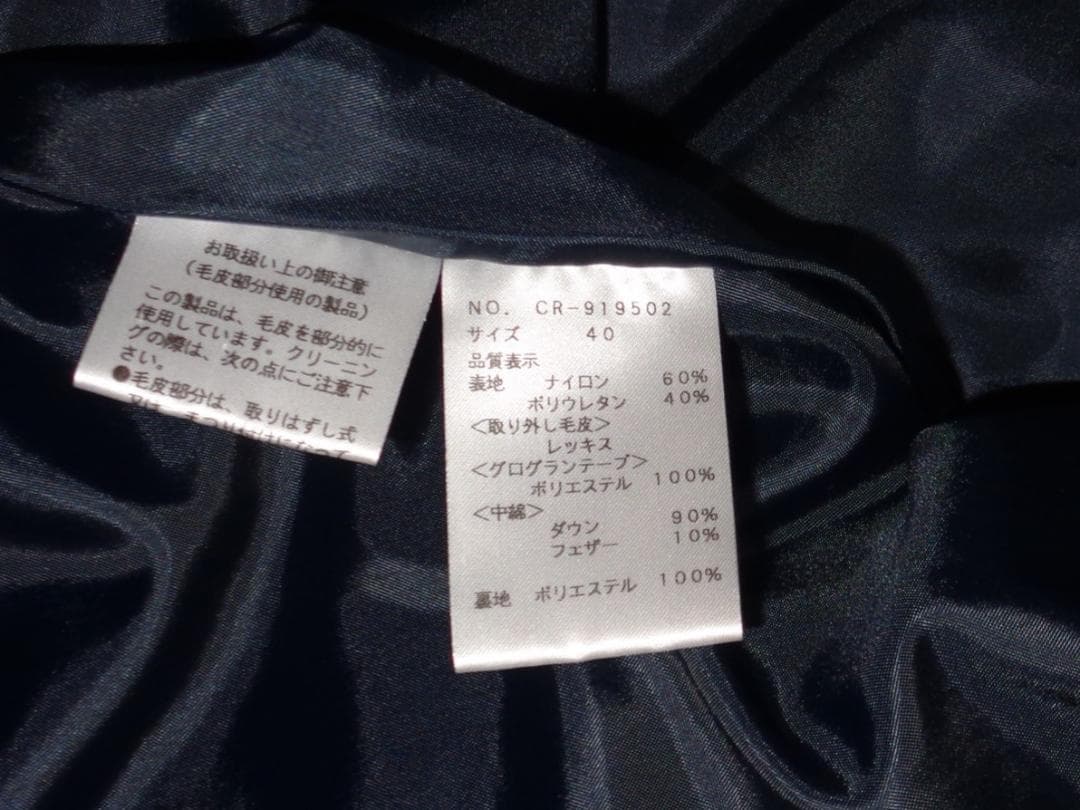 お取扱い上の御注意
(毛皮部分使用の製品)
この製品は、毛皮を部分的に
使用しています。クリーニン
グの際は、次の点にご注意下
さい。
●毛皮部分は、取りはずし式
NO. CR-919502
サイズ 40
品質表示
表地 ナイロン 60%
ポリウレタン 40%
<取り外し毛皮>
レッキス
<グログランテープ>
ポリエステル 100%
<中綿>
ダウン 90%
フェザー 10%
裏地 ポリエステル 100%